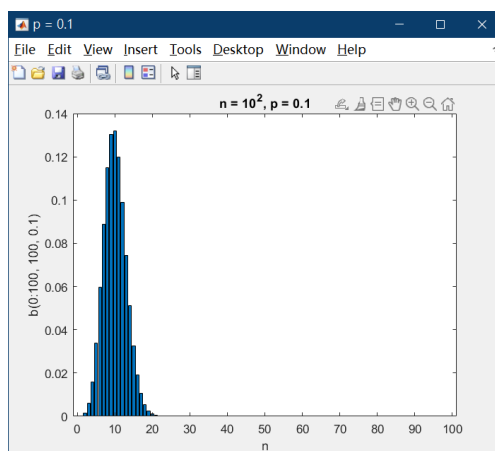 p = 0.1
File Edit View Insert Tools Desktop Window Help
n = 10², p = 0.1
0.14
0.12
0.1
0.08
0.06
0.04
0.02
0
b(0:100, 100, 0.1)
0 10 20 30 40 50 60 70 80 90 100
n